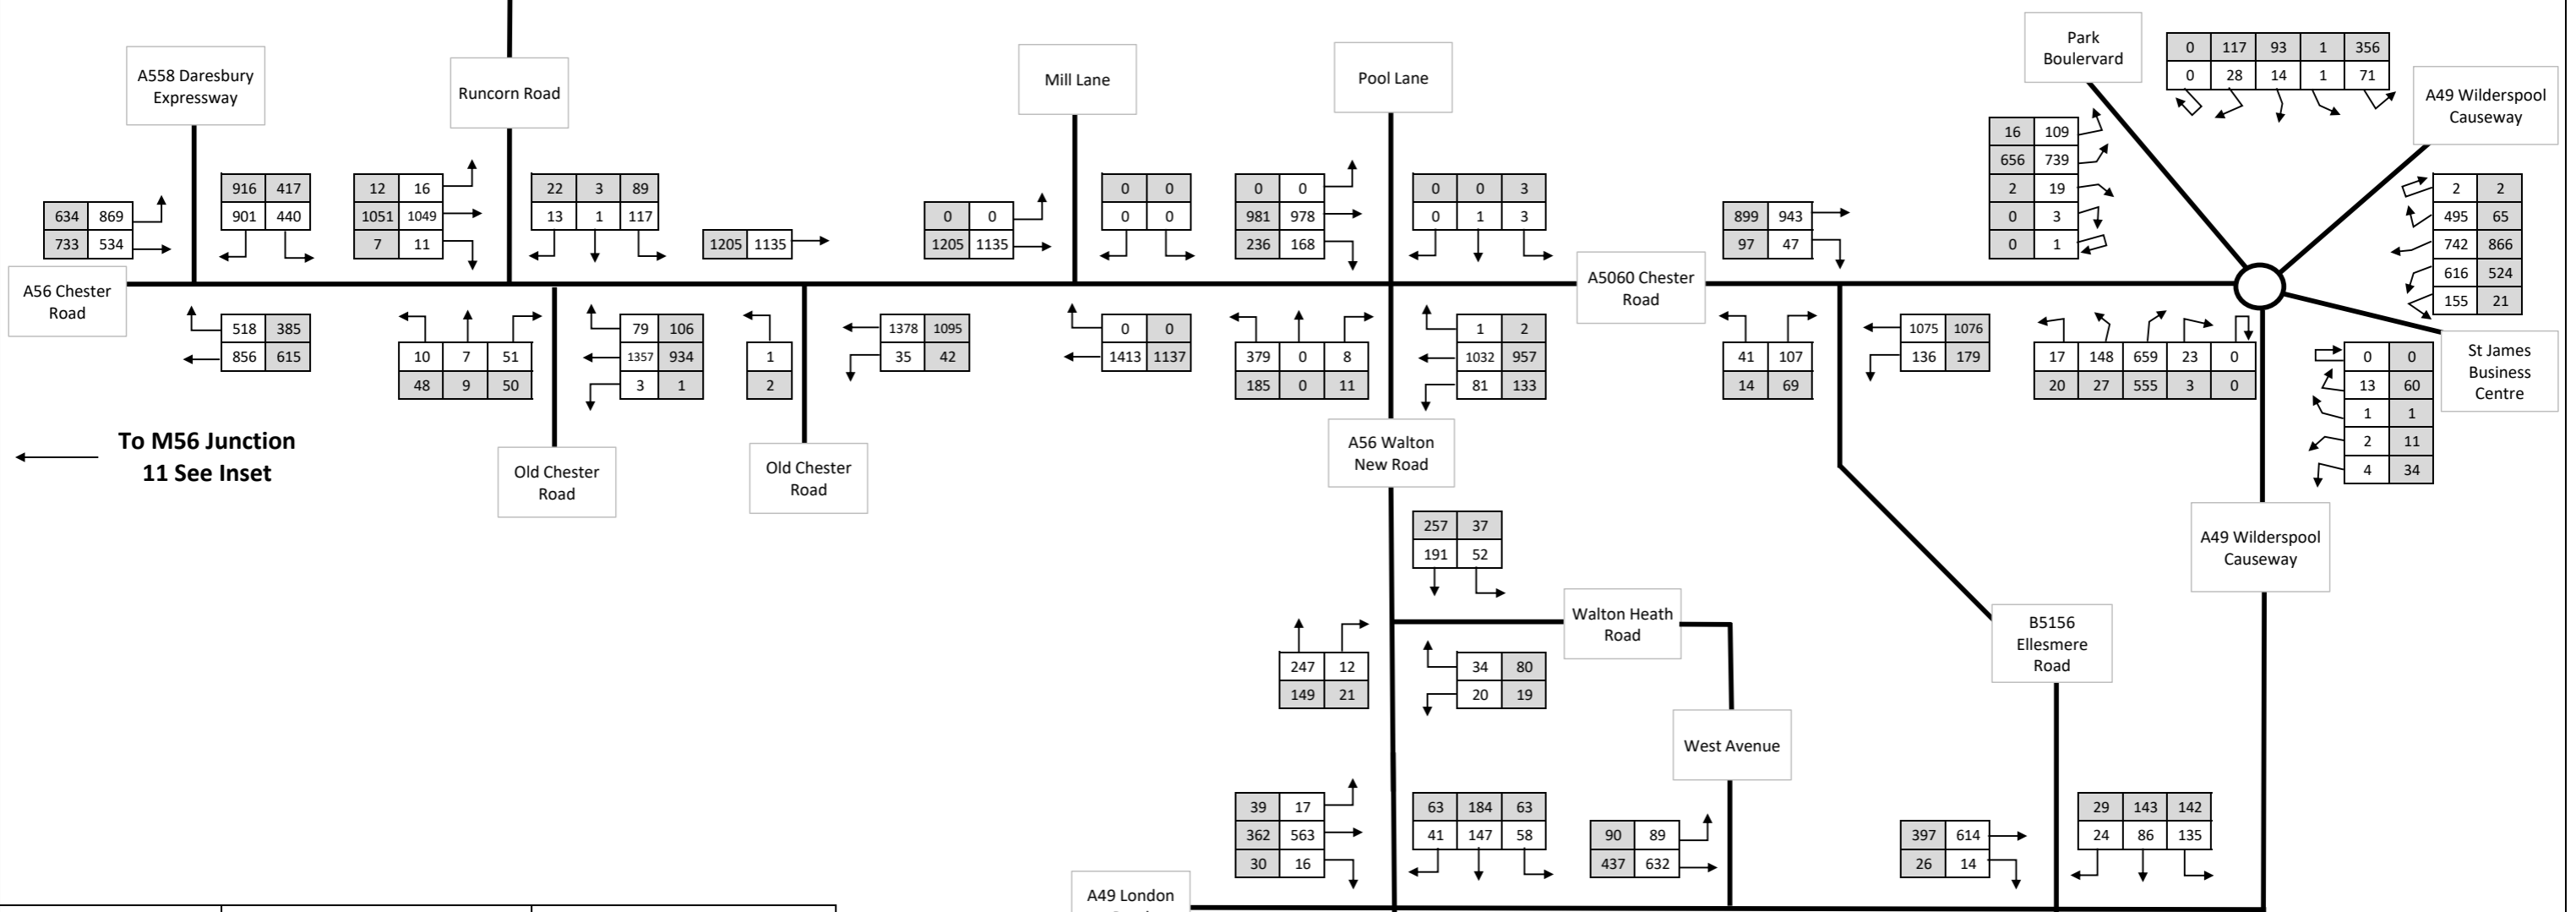 Park
Boulevard
0 117 93 1 356
0 28 14 1 71
A558 Daresbury
Expressway
Runcorn Road
Mill Lane
Pool Lane
A49 Wilderspool
Causeway
16 109
656 739
2 19
0 3
0 1
634 869
733 534
916 417
901 440
12 16
1051 1049
7 11
22 3 89
13 1 117
1205 1135
0 0
1205 1135
0 0
0 0
0 0
981 978
236 168
0 0 3
0 1 3
899 943
97 47
2 2
495 65
742 866
616 524
155 21
A56 Chester
Road
A5060 Chester
Road
518 385
856 615
10 7 51
48 9 50
79 106
1357 934
3 1
1
2
1378 1095
35 42
0 0
1413 1137
379 0 8
185 0 11
1 2
1032 957
81 133
41 107
14 69
1075 1076
136 179
17 148 659 23 0
20 27 555 3 0
0 0
13 60
1 1
2 11
4 34
St James
Business
Centre
To M56 Junction
11 See Inset
Old Chester
Road
Old Chester
Road
A56 Walton
New Road
A49 Wilderspool
Causeway
257 37
191 52
Walton Heath
Road
B5156
Ellesmere
Road
247 12
149 21
34 80
20 19
West Avenue
39 17
362 563
30 16
63 184 63
41 147 58
90 89
437 632
397 614
26 14
29 143 142
24 86 135
A49 London